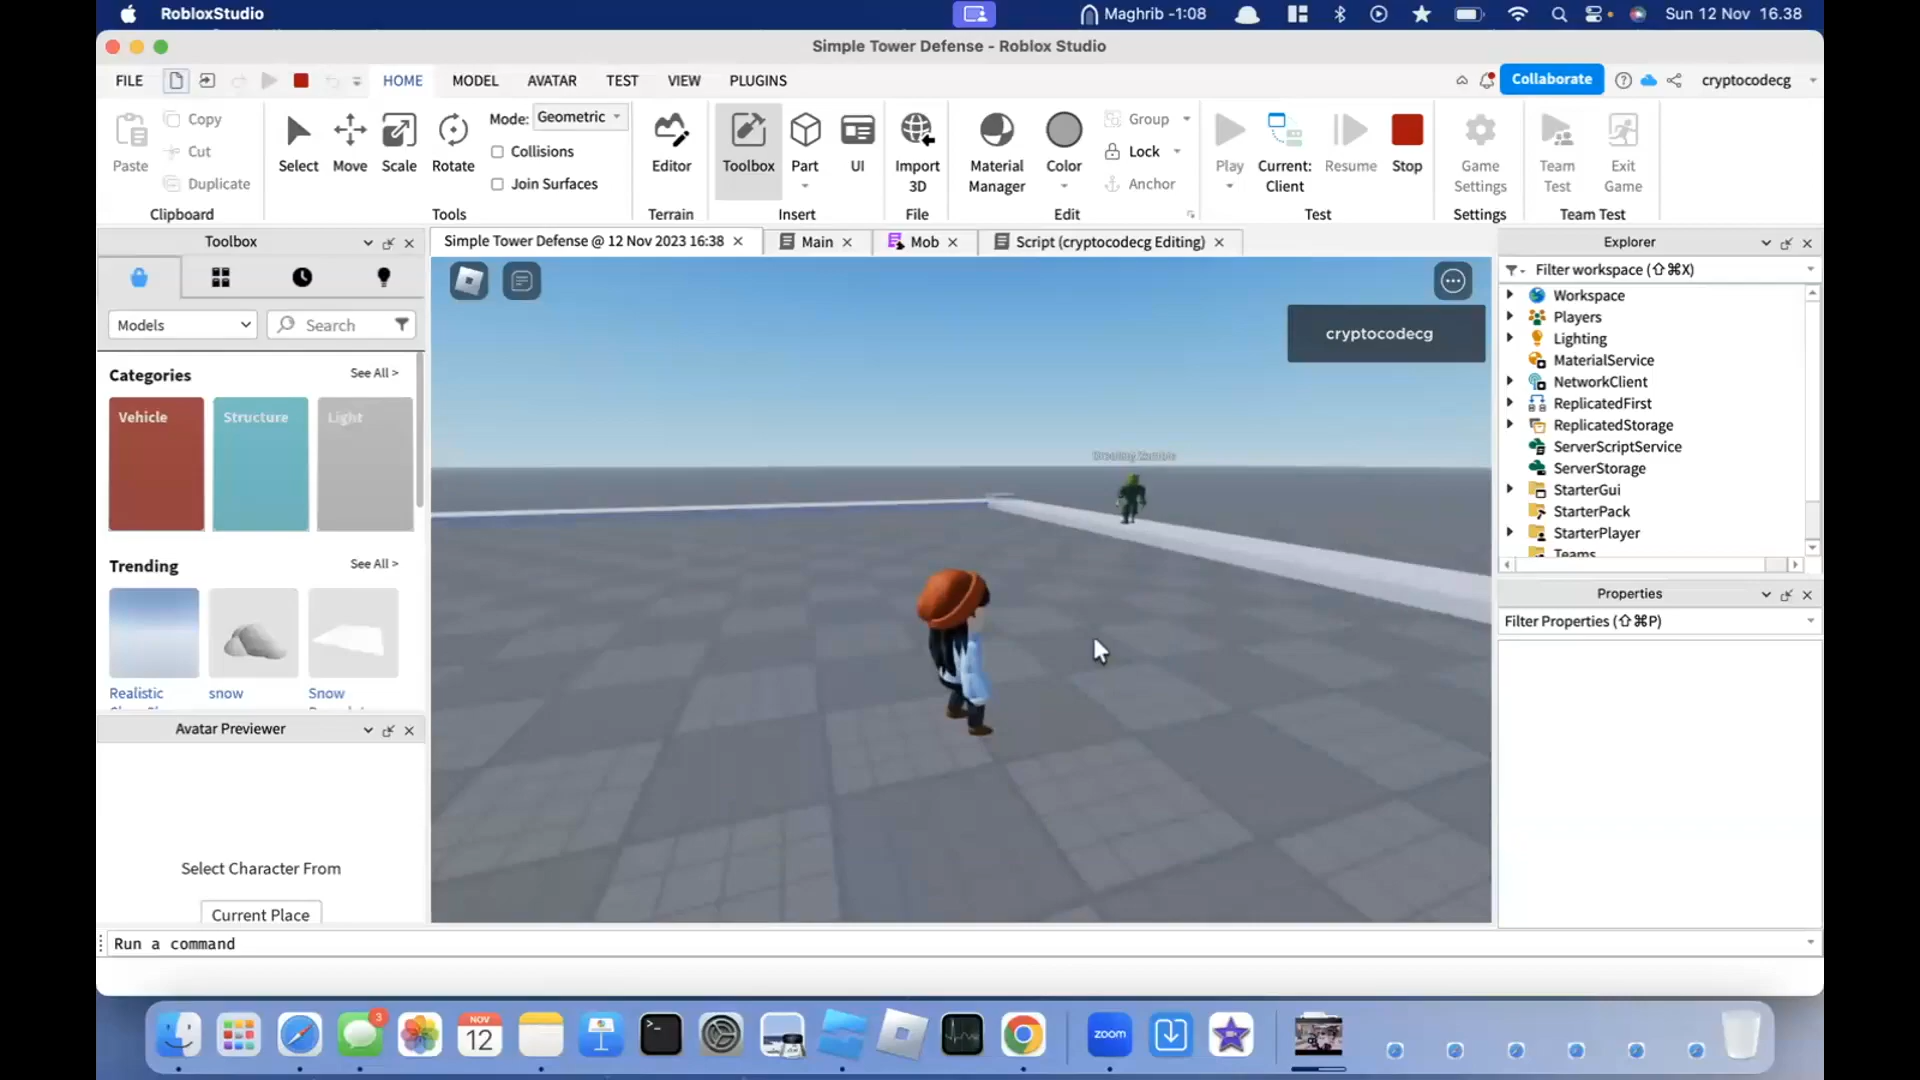 RobloxStudio
Maghrib -1:08
Sun 12 Nov 16.38
Simple Tower Defense - Roblox Studio
FILE
HOME
MODEL
AVATAR
TEST
VIEW
PLUGINS
Collaborate
cryptocodecg
Paste
Copy
Cut
Duplicate
Clipboard
Select
Move
Scale
Rotate
Mode: Geometric
Collisions
Join Surfaces
Tools
Editor
Terrain
Toolbox
Part
UI
Insert
Import
3D
File
Material
Manager
Color
Group
Lock
Anchor
Edit
Play
Current:
Client
Resume
Stop
Test
Game
Settings
Settings
Team
Test
Exit
Game
Team Test
Toolbox
Simple Tower Defense @ 12 Nov 2023 16:38
Main
Mob
Script (cryptocodecg Editing)
Explorer
Models
Search
Categories
See All >
Vehicle
Structure
Light
Trending
See All >
Realistic
snow
Snow
Avatar Previewer
Select Character From
Current Place
cryptocodecg
Drooling Zombie
Filter workspace (⇧⌘X)
Workspace
Players
Lighting
MaterialService
NetworkClient
ReplicatedFirst
ReplicatedStorage
ServerScriptService
ServerStorage
StarterGui
StarterPack
StarterPlayer
Teams
Properties
Filter Properties (⇧⌘P)
Run a command
3
NOV
12
zoom